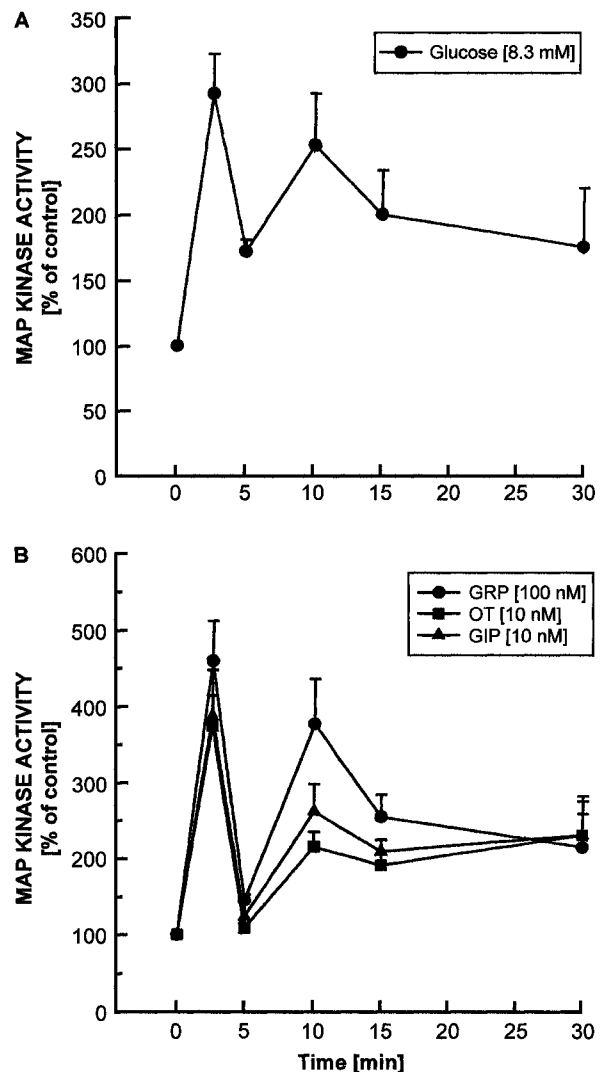 A
MAP KINASE ACTIVITY
[% of control]
350
300
250
200
150
100
50
0
Glucose [8.3 mM]
0 5 10 15 20 25 30
B
MAP KINASE ACTIVITY
[% of control]
600
500
400
300
200
100
0
GRP [100 nM]
OT [10 nM]
GIP [10 nM]
0 5 10 15 20 25 30
Time [min]